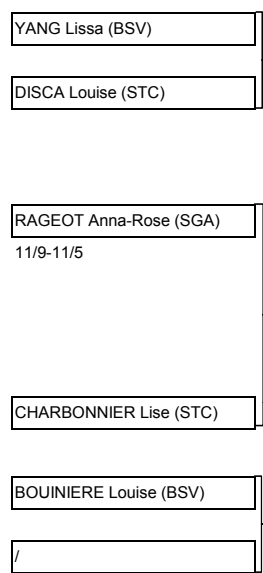 YANG Lissa (BSV)
DISCA Louise (STC)
RAGEOT Anna-Rose (SGA)
11/9-11/5
CHARBONNIER Lise (STC)
BOUINIERE Louise (BSV)
/